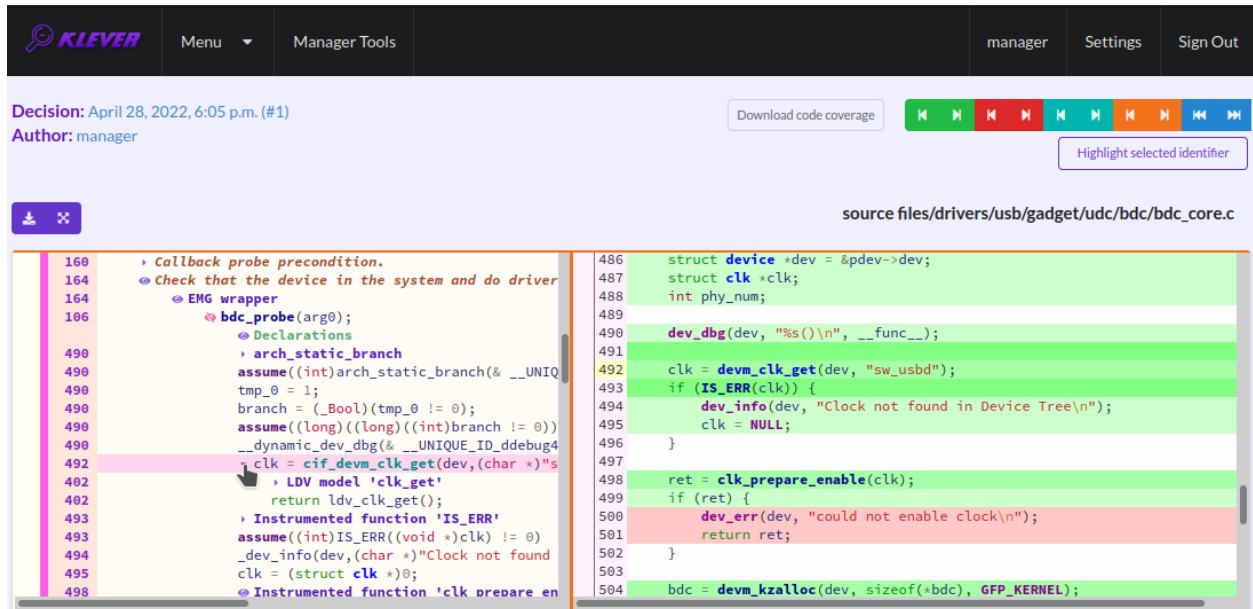 KLEVER
Menu
Manager Tools
manager
Settings
Sign Out
Decision: April 28, 2022, 6:05 p.m. (#1)
Author: manager
Download code coverage
Highlight selected identifier
source files/drivers/usb/gadget/udc/bdc/bdc_core.c
160 Callback probe precondition.
164 Check that the device in the system and do driver
164 EMG wrapper
106 bdc_probe(arg0);
Declarations
490 arch_static_branch
490 assume((int)arch_static_branch(& __UNIQ
490 tmp_0 = 1;
490 branch = (_Bool)(tmp_0 != 0);
490 assume((long)((long)((int)branch != 0))
490 __dynamic_dev_dbg(& __UNIQUE_ID_ddebug4
492 clk = cif_devm_clk_get(dev,(char *)"s
402 LDV model 'clk_get'
402 return ldv_clk_get();
493 Instrumented function 'IS_ERR'
493 assume((int)IS_ERR((void *)clk) != 0)
494 _dev_info(dev,(char *)"Clock not found
495 clk = (struct clk *)0;
498 Instrumented function 'clk_prepare_en
486 struct device *dev = &pdev->dev;
487 struct clk *clk;
488 int phy_num;
489
490 dev_dbg(dev, "%s()\n", __func__);
491
492 clk = devm_clk_get(dev, "sw_usbd");
493 if (IS_ERR(clk)) {
494 dev_info(dev, "Clock not found in Device Tree\n");
495 clk = NULL;
496 }
497
498 ret = clk_prepare_enable(clk);
499 if (ret) {
500 dev_err(dev, "could not enable clock\n");
501 return ret;
502 }
503
504 bdc = devm_kzalloc(dev, sizeof(*bdc), GFP_KERNEL);